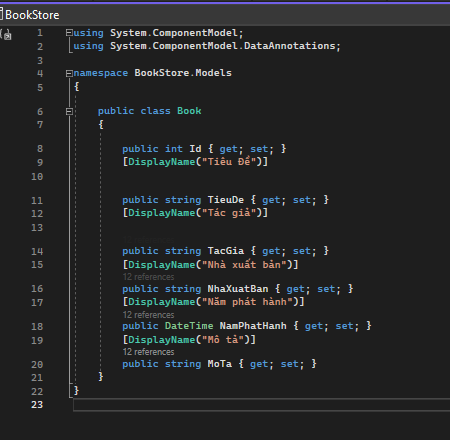 BookStore
1 using System.ComponentModel;
2 using System.ComponentModel.DataAnnotations;
3
4 namespace BookStore.Models
5 {
6 public class Book
7 {
8 public int Id { get; set; }
9 [DisplayName("Tiêu Đề")]
10
11 public string TieuDe { get; set; }
12 [DisplayName("Tác giả")]
13
14 public string TacGia { get; set; }
15 [DisplayName("Nhà xuất bản")]
12 references
16 public string NhaXuatBan { get; set; }
17 [DisplayName("Năm phát hành")]
12 references
18 public DateTime NamPhatHanh { get; set; }
19 [DisplayName("Mô tả")]
12 references
20 public string MoTa { get; set; }
21 }
22 }
23